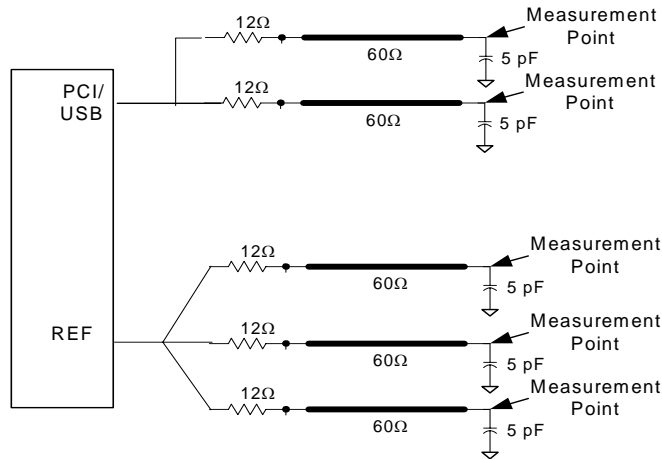 12Ω
60Ω
Measurement
Point
5 pF
PCI/
USB
12Ω
60Ω
Measurement
Point
5 pF
12Ω
60Ω
Measurement
Point
5 pF
REF
12Ω
60Ω
Measurement
Point
5 pF
12Ω
60Ω
Measurement
Point
5 pF